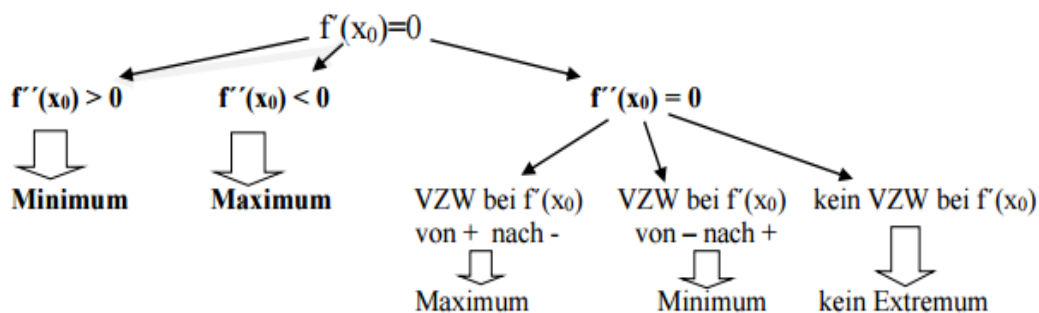 f´(x₀)=0
f´´(x₀) > 0 f´´(x₀) < 0 f´´(x₀) = 0
Minimum Maximum
VZW bei f´(x₀) VZW bei f´(x₀) kein VZW bei f´(x₀)
von + nach - von – nach +
Maximum Minimum kein Extremum